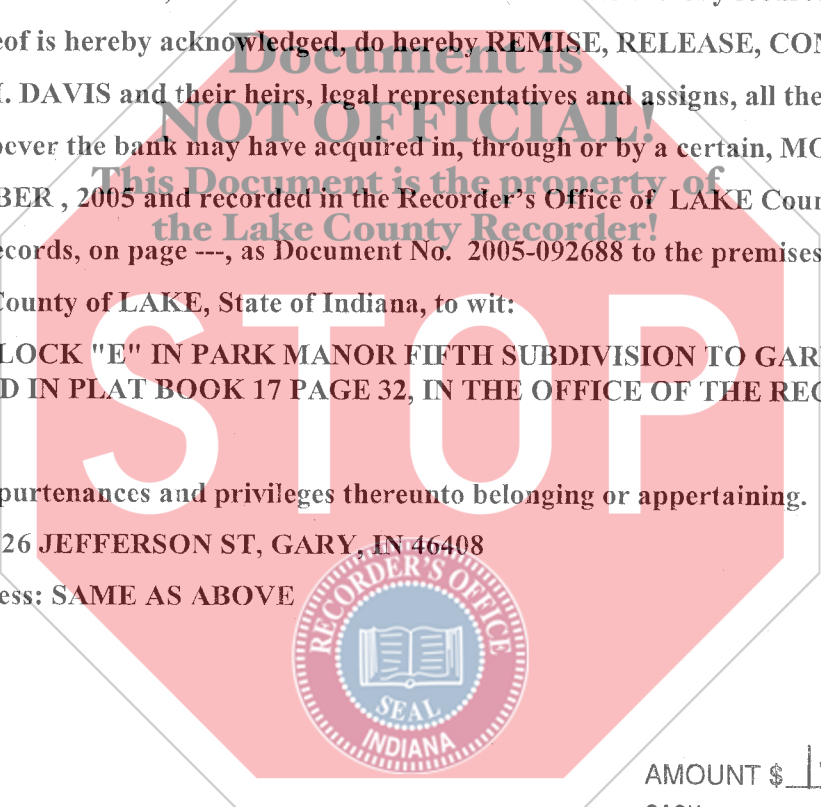 eof is hereby acknowledged, do hereby REMISE, RELEASE, CON
Document is
I. DAVIS and their heirs, legal representatives and assigns, all the
NOT OFFICIAL!
oever the bank may have acquired in, through or by a certain, MO
This Document is the property of
BER , 2005 and recorded in the Recorder's Office of LAKE Coun
the Lake County Recorder!
ecords, on page ---, as Document No. 2005-092688 to the premises
County of LAKE, State of Indiana, to wit:
STOP
LOCK "E" IN PARK MANOR FIFTH SUBDIVISION TO GAR
D IN PLAT BOOK 17 PAGE 32, IN THE OFFICE OF THE REC
purtenances and privileges thereunto belonging or appertaining.
26 JEFFERSON ST, GARY, IN 46408
ess: SAME AS ABOVE
RECORDER'S OFFICE
SEAL
INDIANA
AMOUNT $